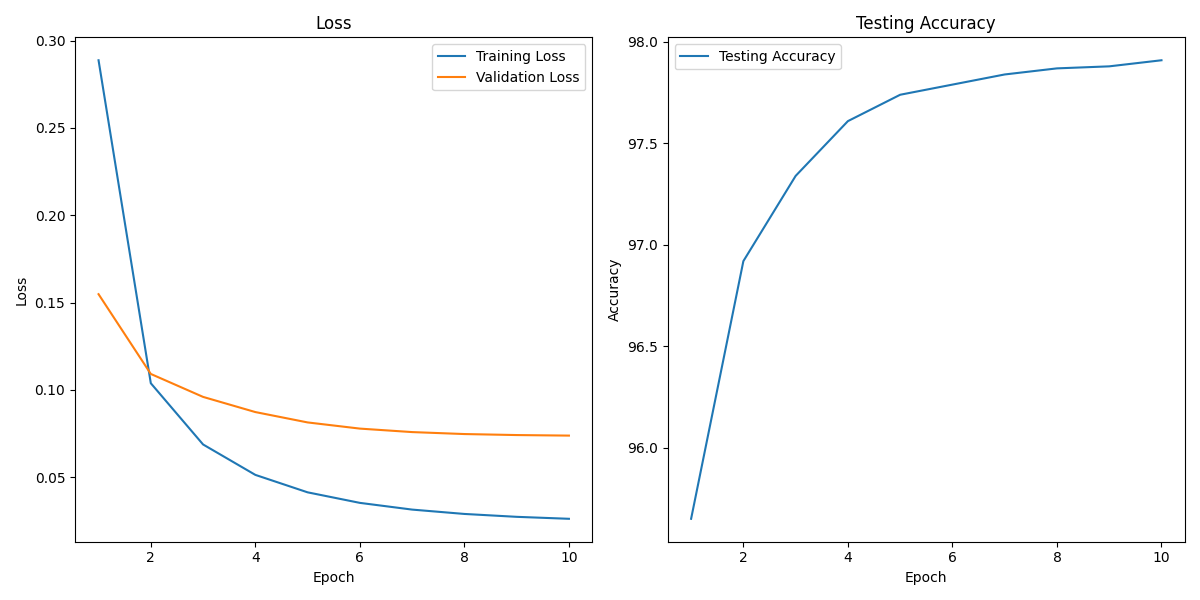 Loss
Training Loss
Validation Loss
0.30
0.25
0.20
0.15
0.10
0.05
Loss
2 4 6 8 10
Epoch
Testing Accuracy
Testing Accuracy
98.0
97.5
97.0
96.5
96.0
Accuracy
2 4 6 8 10
Epoch